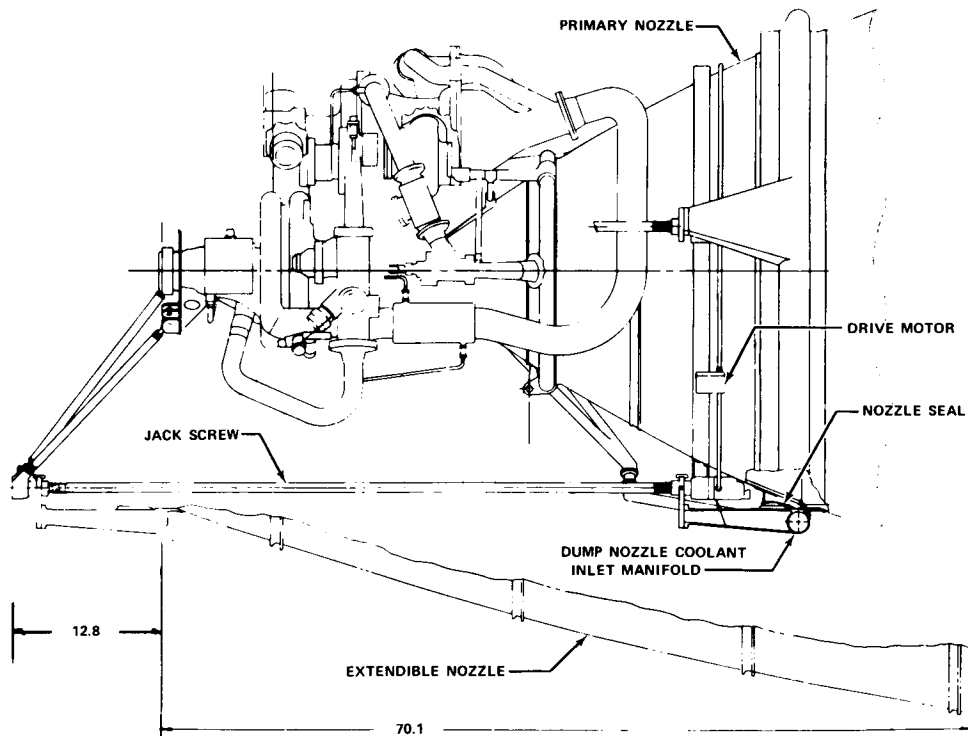 PRIMARY NOZZLE
DRIVE MOTOR
NOZZLE SEAL
JACK SCREW
DUMP NOZZLE COOLANT
INLET MANIFOLD
12.8
EXTENDIBLE NOZZLE
70.1